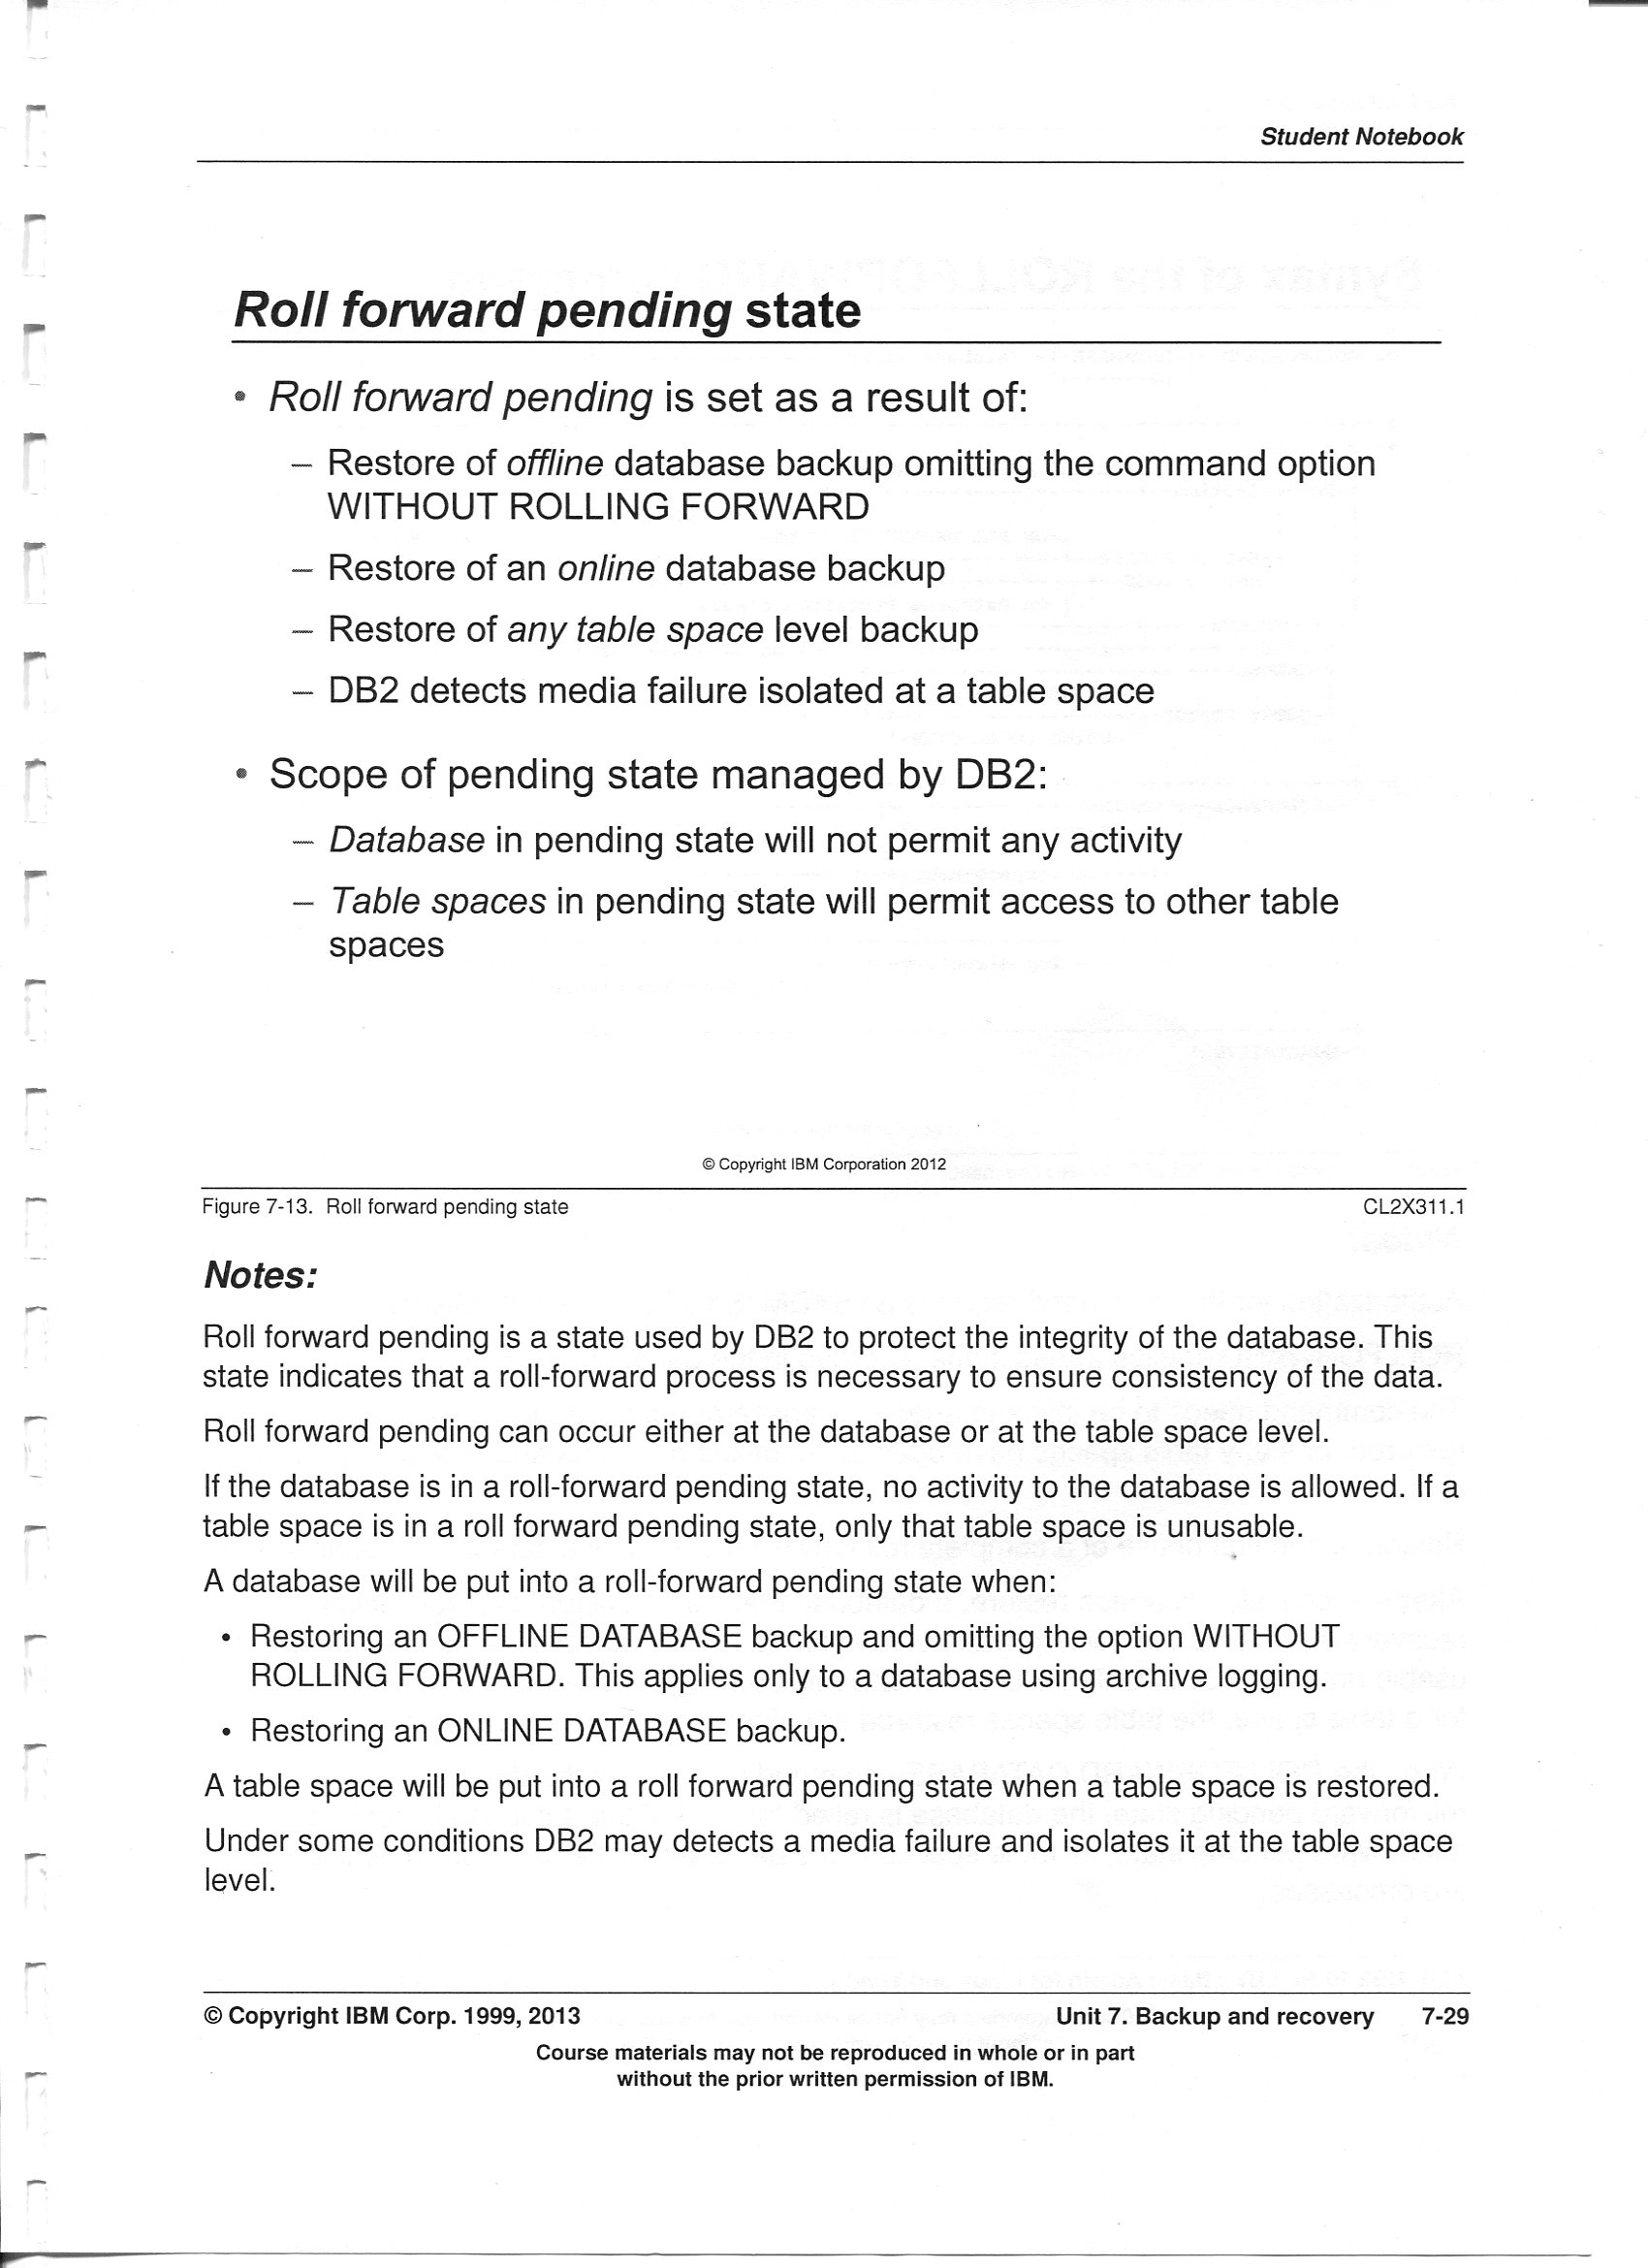 Student Notebook
Roll forward pending state
• Roll forward pending is set as a result of:
– Restore of offline database backup omitting the command option
WITHOUT ROLLING FORWARD
– Restore of an online database backup
– Restore of any table space level backup
– DB2 detects media failure isolated at a table space
• Scope of pending state managed by DB2:
– Database in pending state will not permit any activity
– Table spaces in pending state will permit access to other table
spaces
© Copyright IBM Corporation 2012
Figure 7-13. Roll forward pending state CL2X311.1
Notes:
Roll forward pending is a state used by DB2 to protect the integrity of the database. This
state indicates that a roll-forward process is necessary to ensure consistency of the data.
Roll forward pending can occur either at the database or at the table space level.
If the database is in a roll-forward pending state, no activity to the database is allowed. If a
table space is in a roll forward pending state, only that table space is unusable.
A database will be put into a roll-forward pending state when:
• Restoring an OFFLINE DATABASE backup and omitting the option WITHOUT
ROLLING FORWARD. This applies only to a database using archive logging.
• Restoring an ONLINE DATABASE backup.
A table space will be put into a roll forward pending state when a table space is restored.
Under some conditions DB2 may detects a media failure and isolates it at the table space
level.
© Copyright IBM Corp. 1999, 2013 Unit 7. Backup and recovery 7-29
Course materials may not be reproduced in whole or in part
without the prior written permission of IBM.